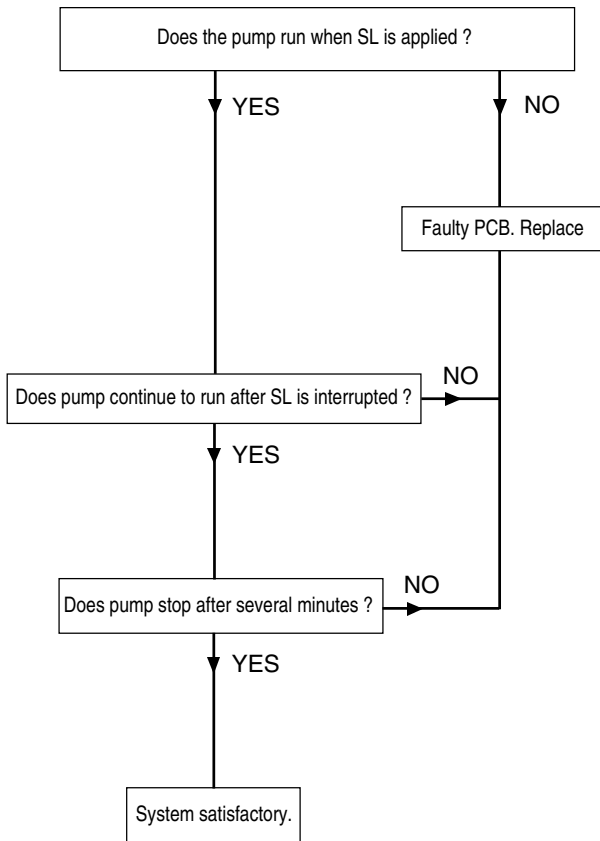 Does the pump run when SL is applied ?
YES
NO
Faulty PCB. Replace
Does pump continue to run after SL is interrupted ?
NO
YES
Does pump stop after several minutes ?
NO
YES
System satisfactory.